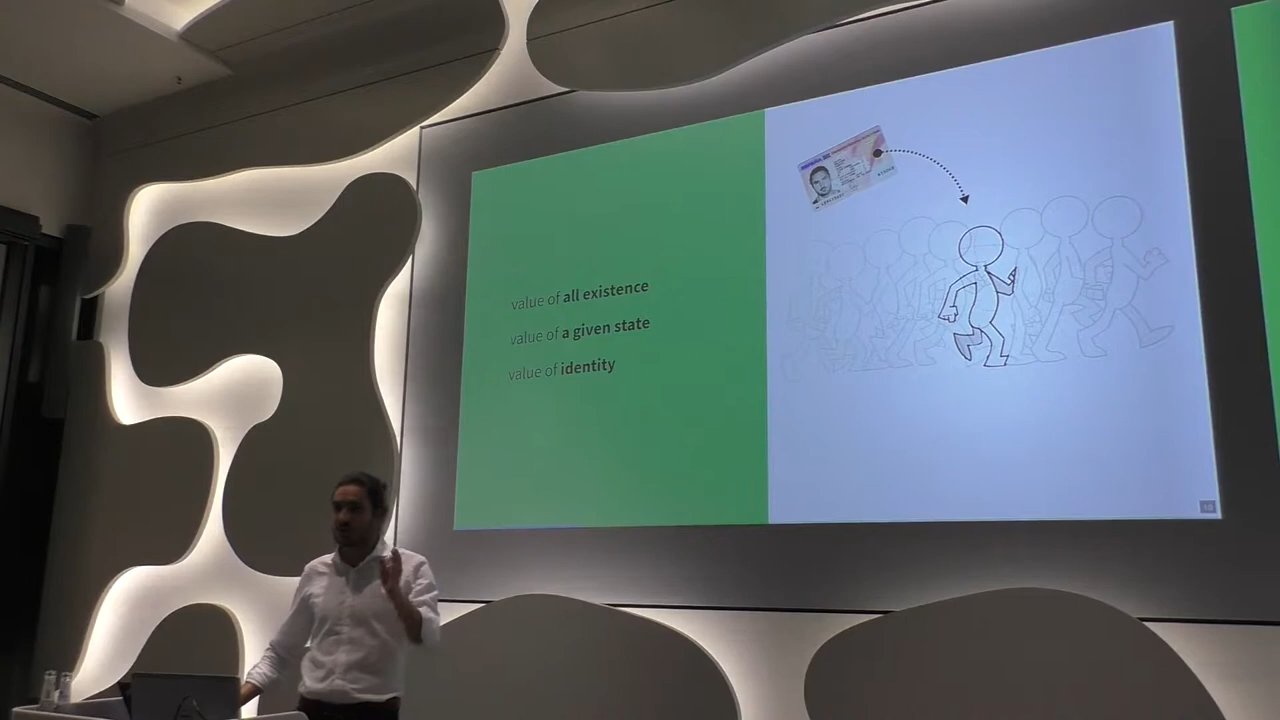 value of all existence
value of a given state
value of identity